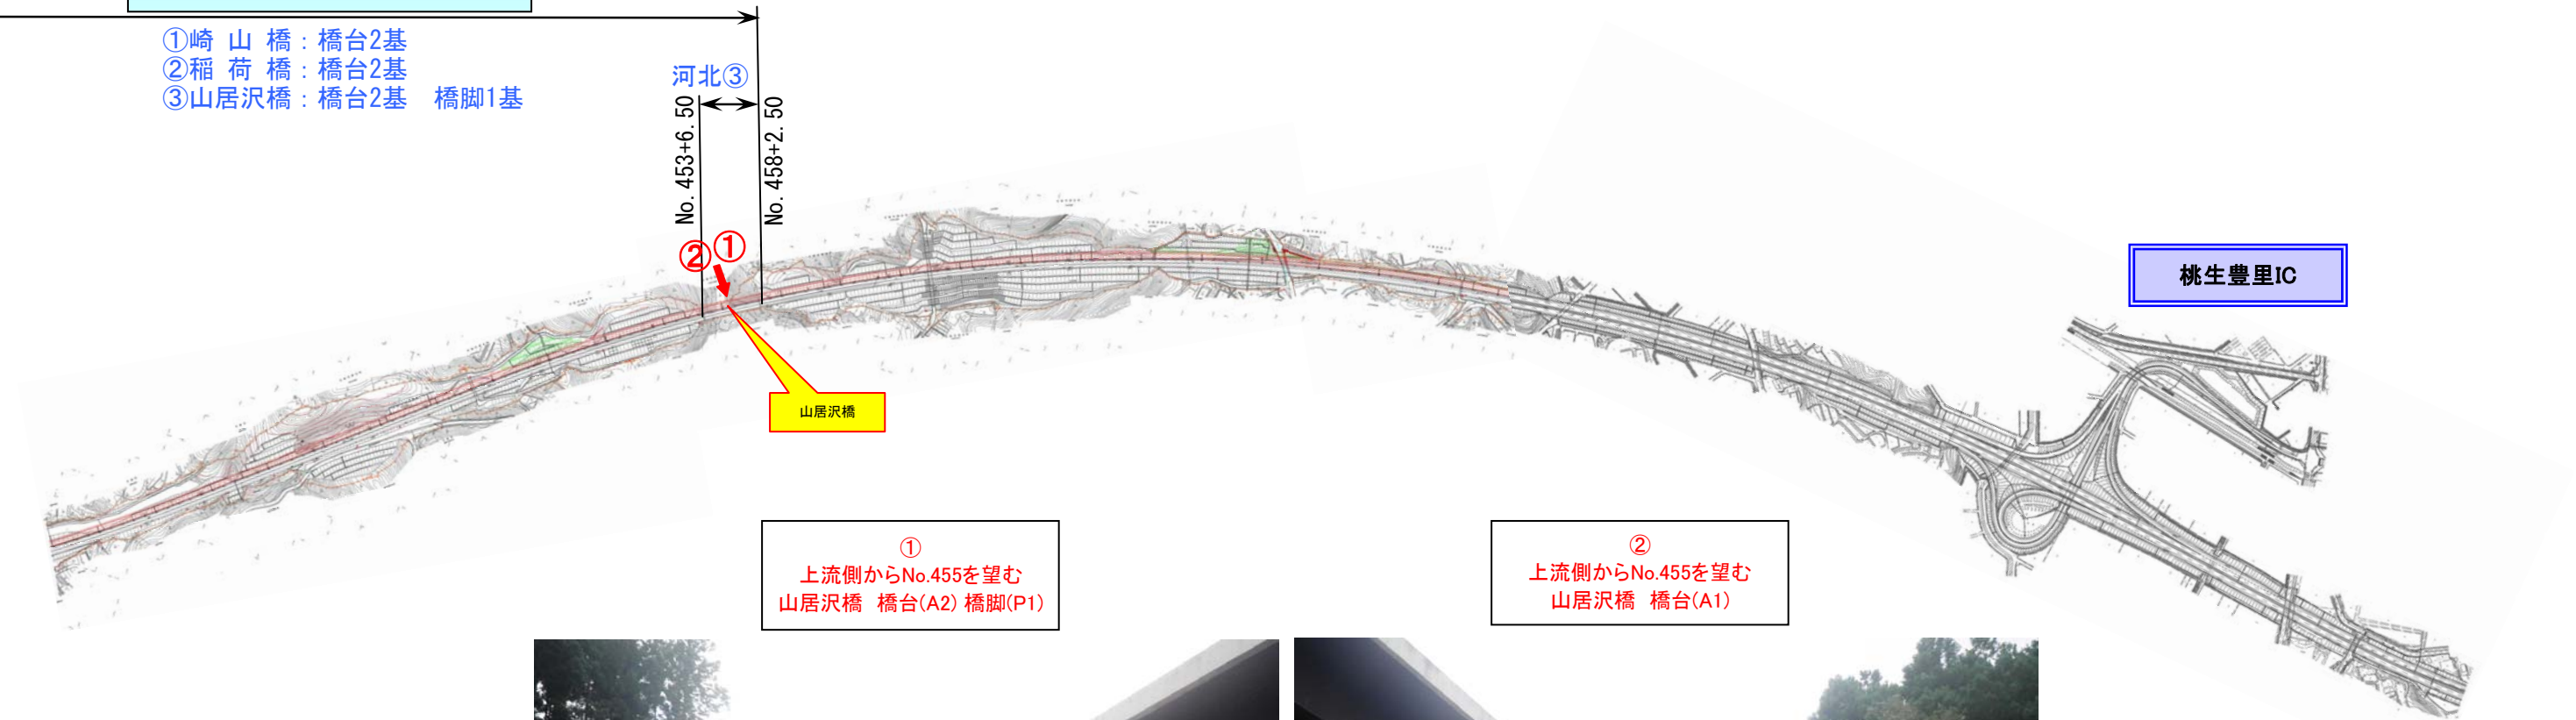 ①崎 山 橋：橋台2基
②稲 荷 橋：橋台2基
③山居沢橋：橋台2基　橋脚1基
河北③
No. 453+6. 50
No. 458+2. 50
②①
山居沢橋
桃生豊里IC
①
上流側からNo.455を望む
山居沢橋　橋台(A2) 橋脚(P1)
②
上流側からNo.455を望む
山居沢橋　橋台(A1)